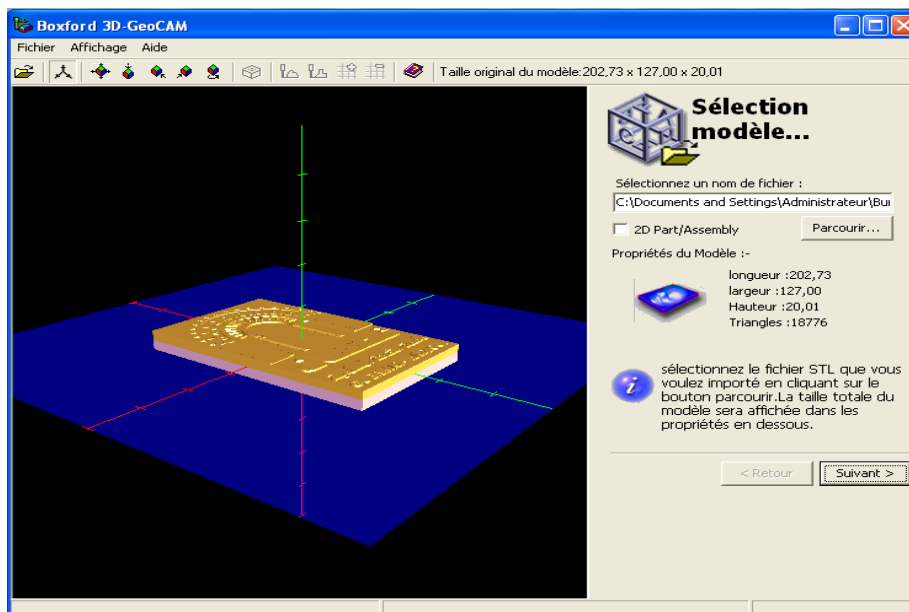 Boxford 3D-GeoCAM
Fichier Affichage Aide
Taille original du modèle:202,73 x 127,00 x 20,01
Sélection
modèle...
Sélectionnez un nom de fichier :
C:\Documents and Settings\Administrateur\Bur
2D Part/Assembly
Parcourir...
Propriétés du Modèle :-
longueur :202,73
largeur :127,00
Hauteur :20,01
Triangles :18776
sélectionnez le fichier STL que vous
voulez importé en cliquant sur le
bouton parcourir.La taille totale du
modèle sera affichée dans les
propriétés en dessous.
< Retour
Suivant >